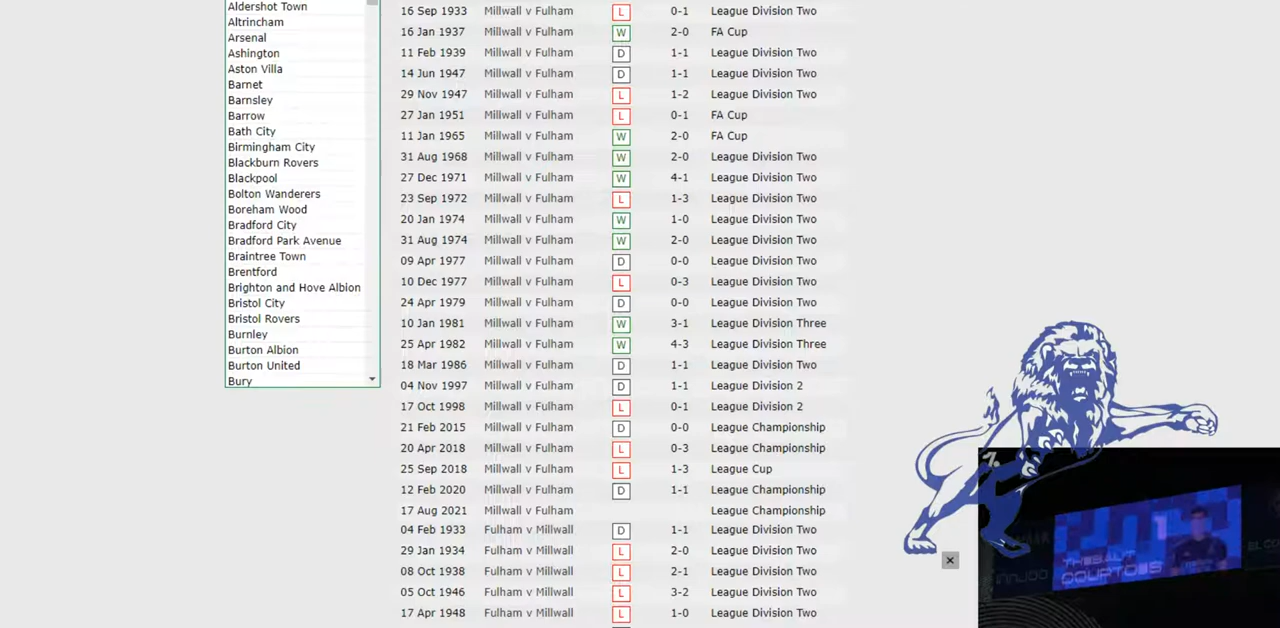 Aldershot Town
Altrincham
Arsenal
Ashington
Aston Villa
Barnet
Barnsley
Barrow
Bath City
Birmingham City
Blackburn Rovers
Blackpool
Bolton Wanderers
Boreham Wood
Bradford City
Bradford Park Avenue
Braintree Town
Brentford
Brighton and Hove Albion
Bristol City
Bristol Rovers
Burnley
Burton Albion
Burton United
Bury
16 Sep 1933 Millwall v Fulham L 0-1 League Division Two
16 Jan 1937 Millwall v Fulham W 2-0 FA Cup
11 Feb 1939 Millwall v Fulham D 1-1 League Division Two
14 Jun 1947 Millwall v Fulham D 1-1 League Division Two
29 Nov 1947 Millwall v Fulham L 1-2 League Division Two
27 Jan 1951 Millwall v Fulham L 0-1 FA Cup
11 Jan 1965 Millwall v Fulham W 2-0 FA Cup
31 Aug 1968 Millwall v Fulham W 2-0 League Division Two
27 Dec 1971 Millwall v Fulham W 4-1 League Division Two
23 Sep 1972 Millwall v Fulham L 1-3 League Division Two
20 Jan 1974 Millwall v Fulham W 1-0 League Division Two
31 Aug 1974 Millwall v Fulham W 2-0 League Division Two
09 Apr 1977 Millwall v Fulham D 0-0 League Division Two
10 Dec 1977 Millwall v Fulham L 0-3 League Division Two
24 Apr 1979 Millwall v Fulham D 0-0 League Division Two
10 Jan 1981 Millwall v Fulham W 3-1 League Division Three
25 Apr 1982 Millwall v Fulham W 4-3 League Division Three
18 Mar 1986 Millwall v Fulham D 1-1 League Division Two
04 Nov 1997 Millwall v Fulham D 1-1 League Division 2
17 Oct 1998 Millwall v Fulham L 0-1 League Division 2
21 Feb 2015 Millwall v Fulham D 0-0 League Championship
20 Apr 2018 Millwall v Fulham L 0-3 League Championship
25 Sep 2018 Millwall v Fulham L 1-3 League Cup
12 Feb 2020 Millwall v Fulham D 1-1 League Championship
17 Aug 2021 Millwall v Fulham League Championship
04 Feb 1933 Fulham v Millwall D 1-1 League Division Two
29 Jan 1934 Fulham v Millwall L 2-0 League Division Two
08 Oct 1938 Fulham v Millwall L 2-1 League Division Two
05 Oct 1946 Fulham v Millwall L 3-2 League Division Two
17 Apr 1948 Fulham v Millwall L 1-0 League Division Two
1
THIBAUT
COURTOIS